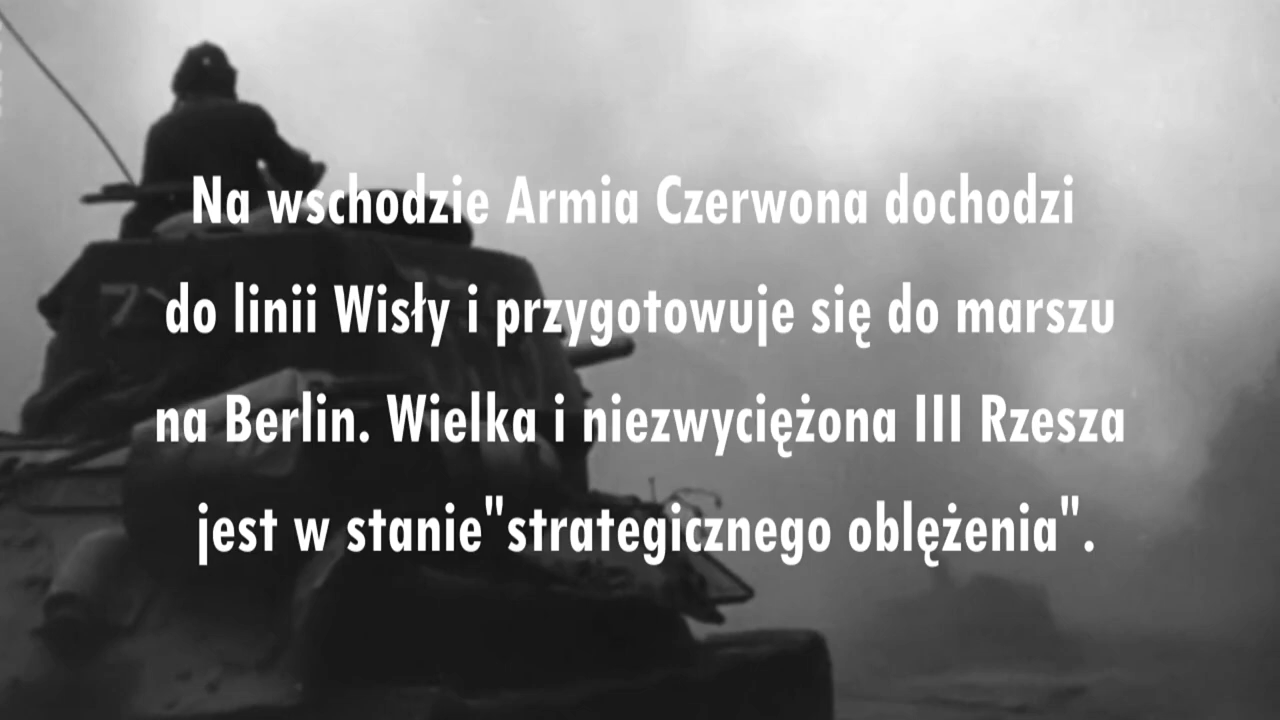 Na wschodzie Armia Czerwona dochodzi
do linii Wisły i przygotowuje się do marszu
na Berlin. Wielka i niezwyciężona III Rzesza
jest w stanie"strategicznego oblężenia".